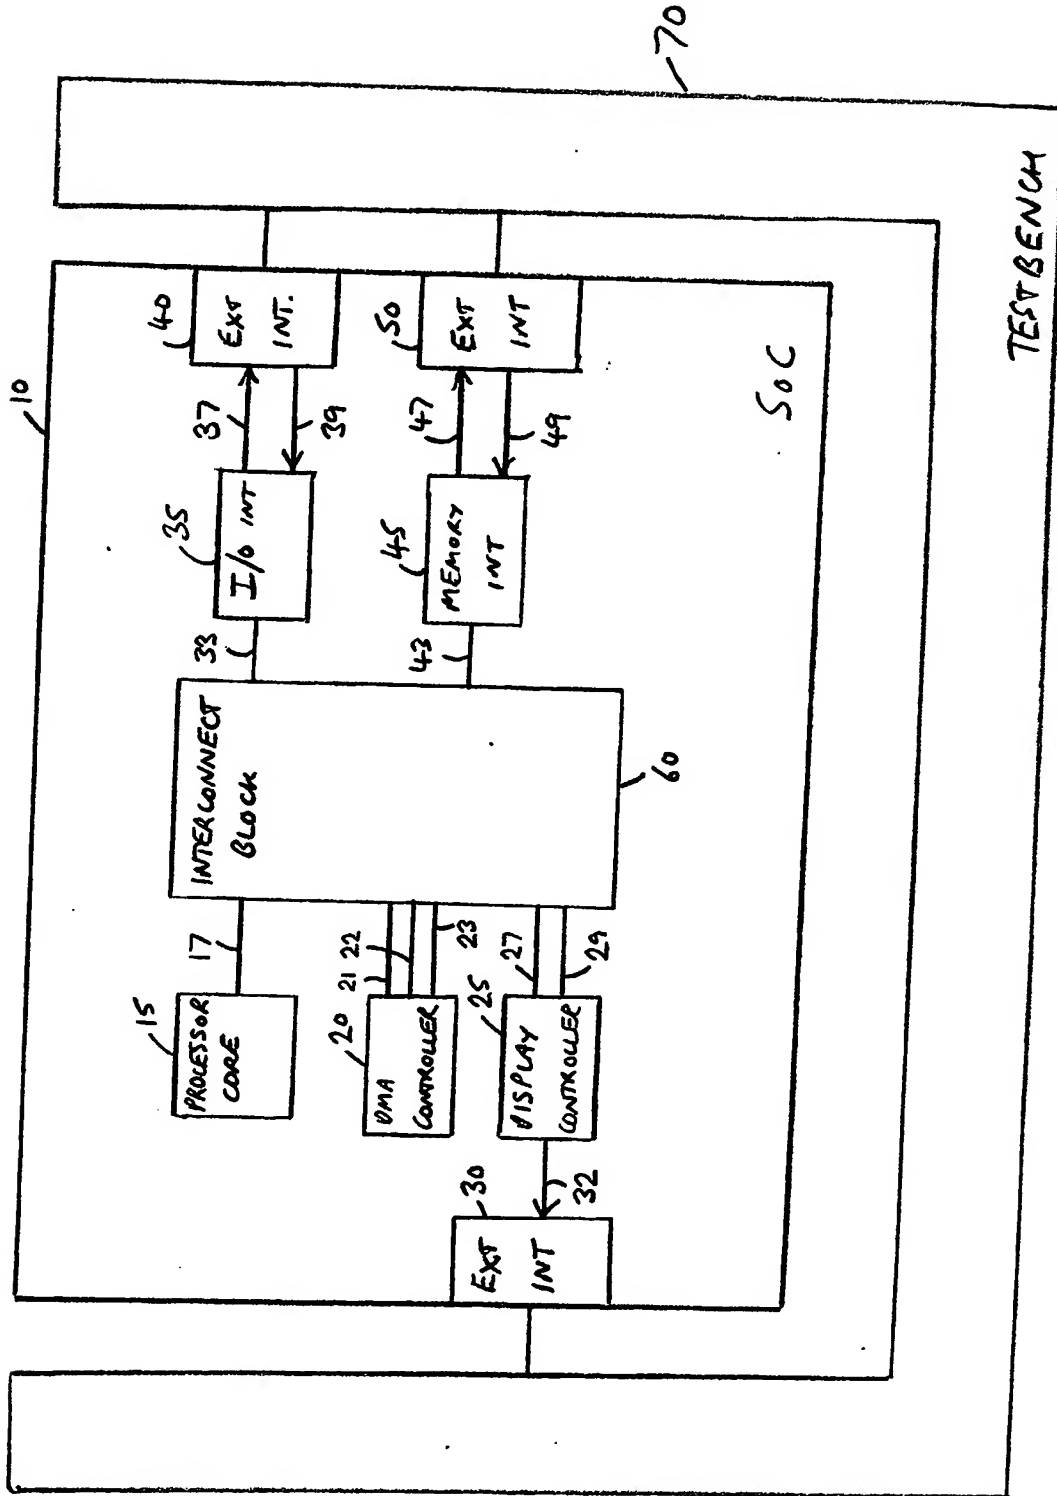 10
70
40
EXT
INT.
37
39
35
I/O INT
33
50
EXT
INT
47
49
45
MEMORY
INT
43
INTERCONNECT
BLOCK
60
17
15
PROCESSOR
CORE
21
22
23
20
DMA
CONTROLLER
27
29
25
DISPLAY
CONTROLLER
30
EXT
INT
32
SoC
TESTBENCH